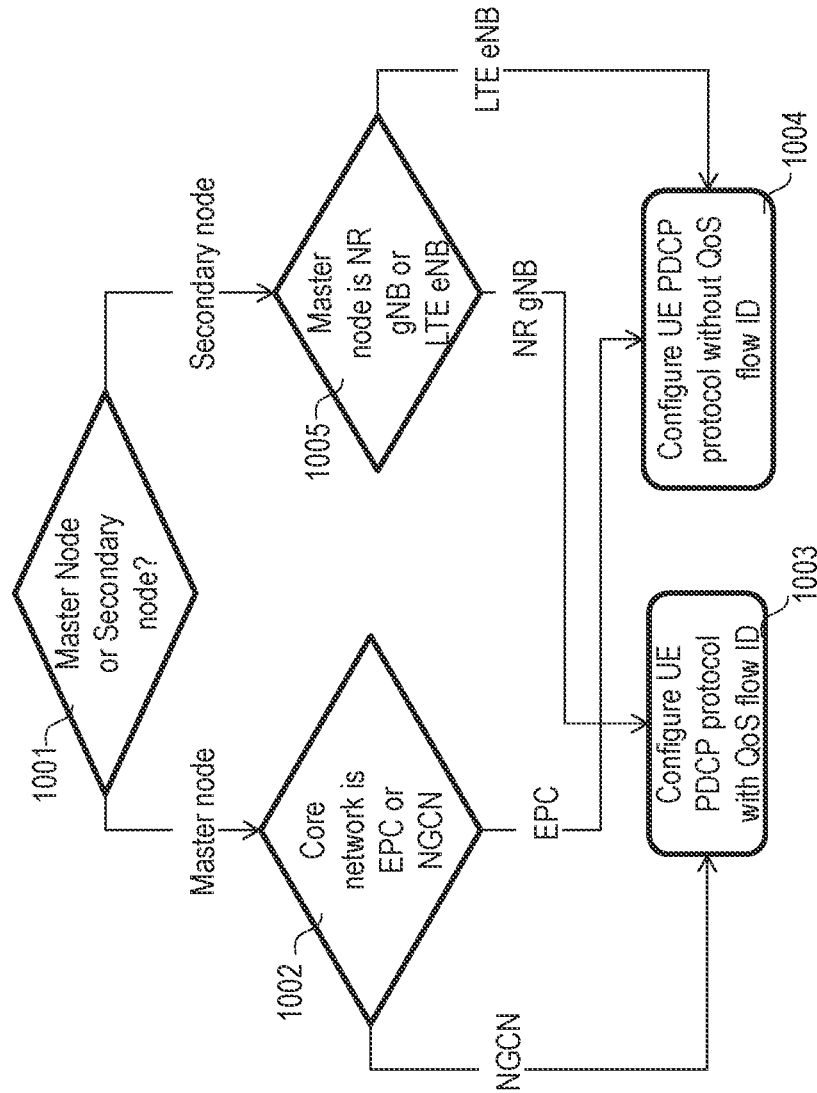 1001
Master Node
or Secondary
node?
Master node
Secondary node
1002
Core
network is
EPC or
NGCN
1005
Master
node is NR
gNB or
LTE eNB
NGCN
EPC
NR gNB
LTE eNB
Configure UE
PDCP protocol
with QoS flow ID
1003
Configure UE PDCP
protocol without QoS
flow ID
1004